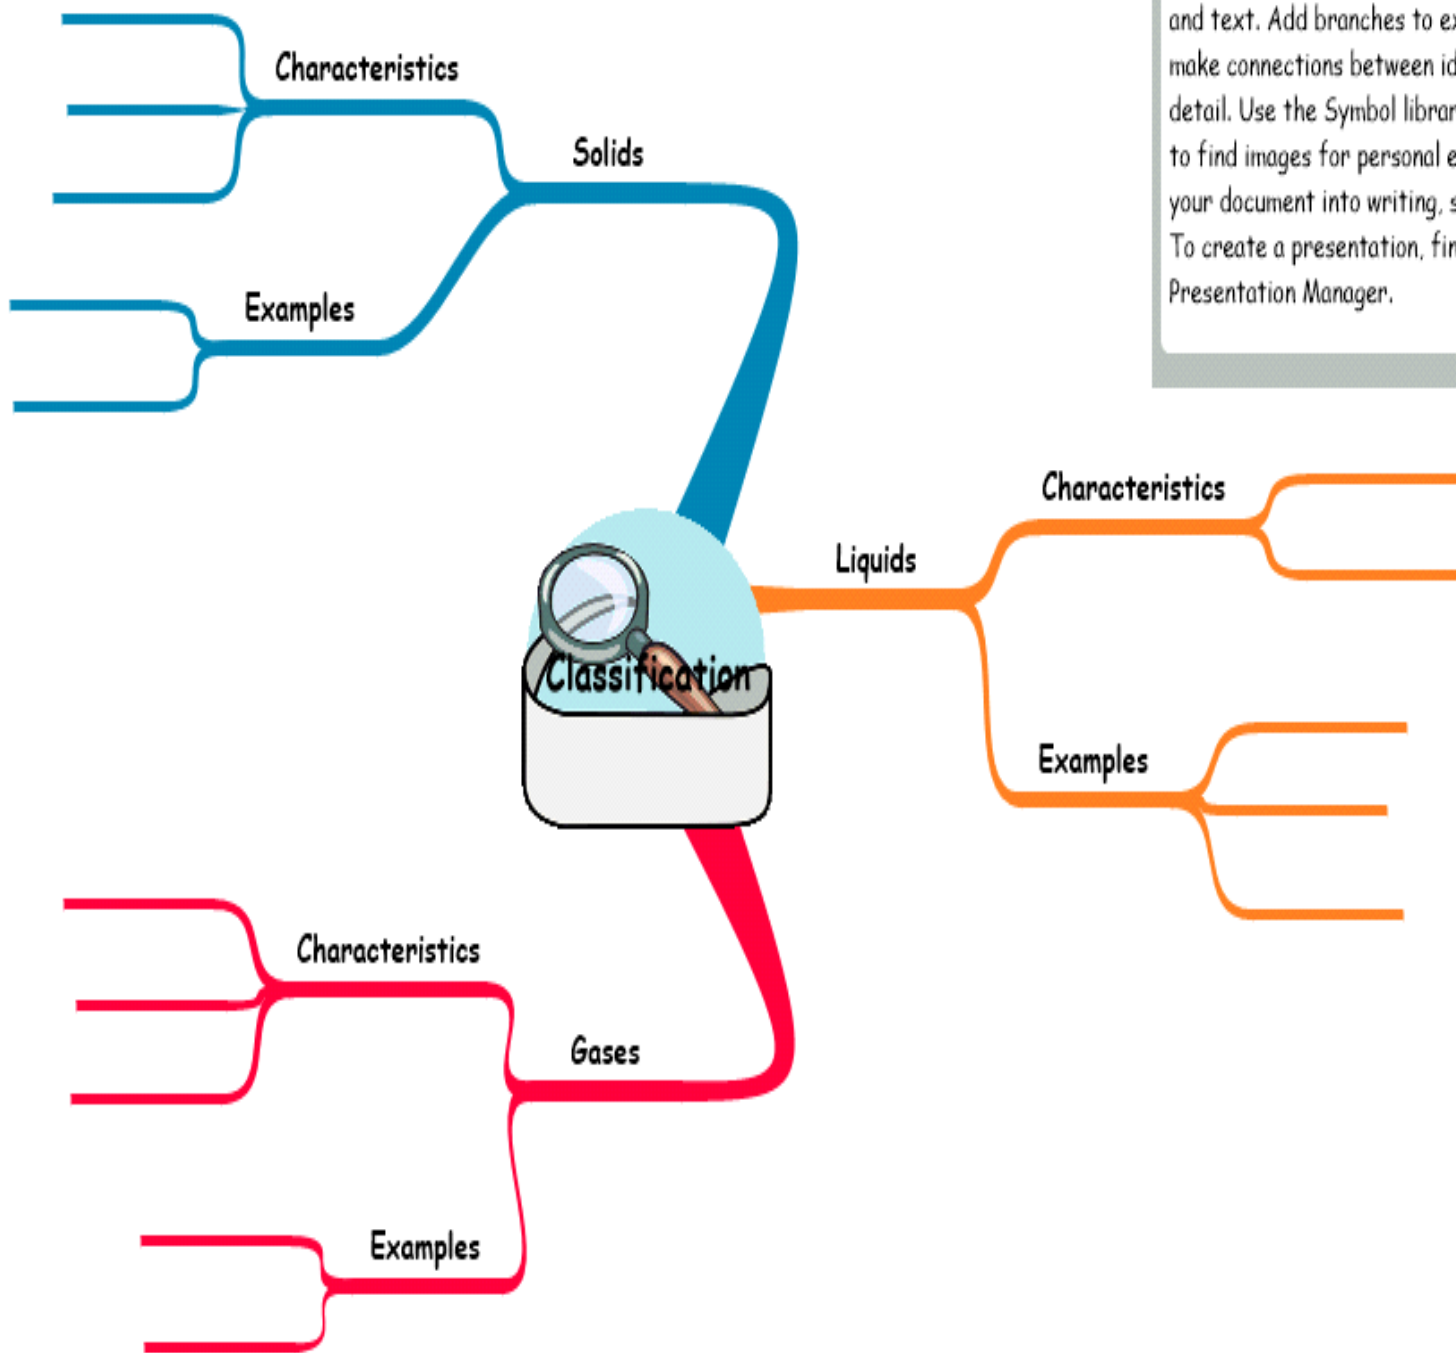 and text. Add branches to
make connections between
detail. Use the Symbol
to find images for personal
your document into writing,
To create a presentation,
Presentation Manager.
Characteristics
Solids
Examples
Characteristics
Liquids
Classification
Examples
Characteristics
Gases
Examples